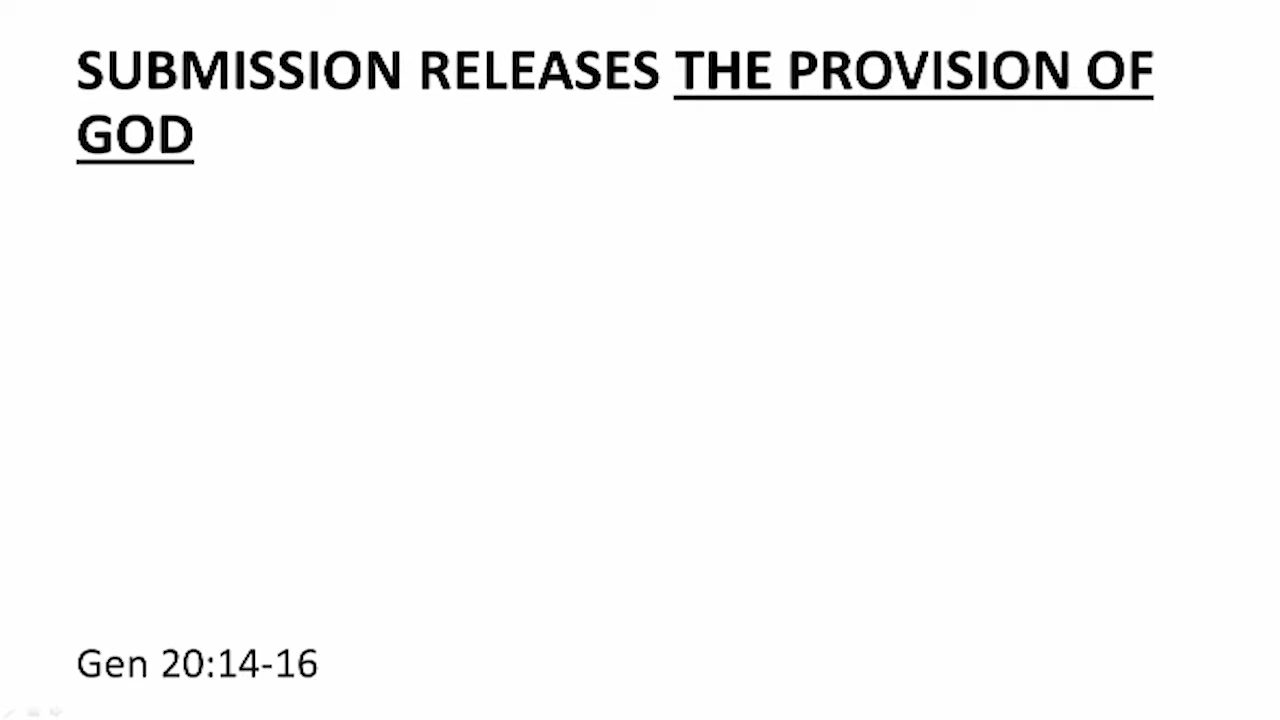 SUBMISSION RELEASES THE PROVISION OF
GOD
Gen 20:14-16